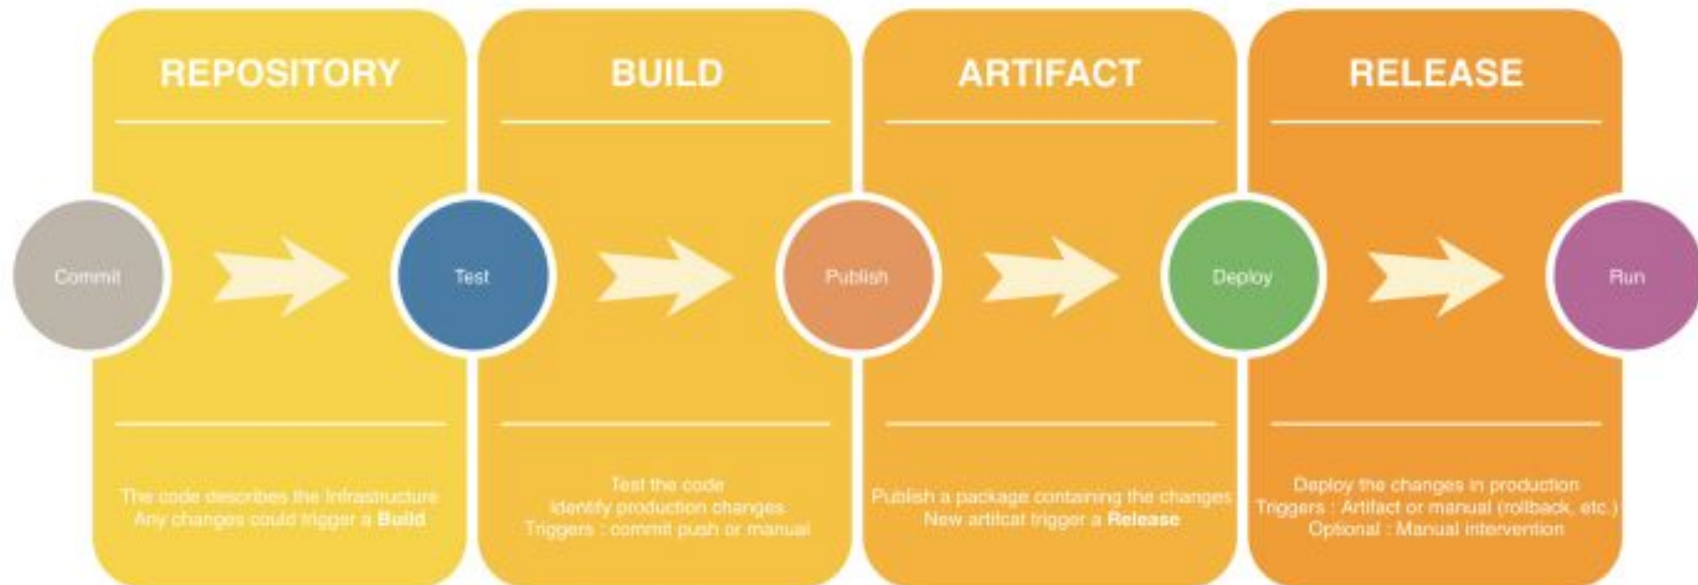 REPOSITORY
BUILD
ARTIFACT
RELEASE
Commit
Test
Publish
Deploy
Run
The code describes the Infrastructure
Any changes could trigger a Build
Test the code
Identify production changes
Triggers : commit push or manual
Publish a package containing the changes
New artifcat trigger a Release
Deploy the changes in production
Triggers : Artifact or manual (rollback, etc.)
Optional : Manual intervention